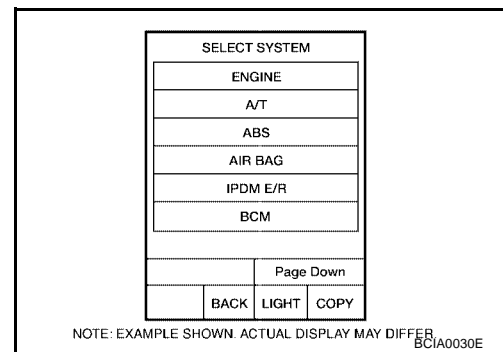 SELECT SYSTEM
ENGINE
A/T
ABS
AIR BAG
IPDM E/R
BCM
Page Down
BACK LIGHT COPY
NOTE: EXAMPLE SHOWN. ACTUAL DISPLAY MAY DIFFER.
BCIA0030E